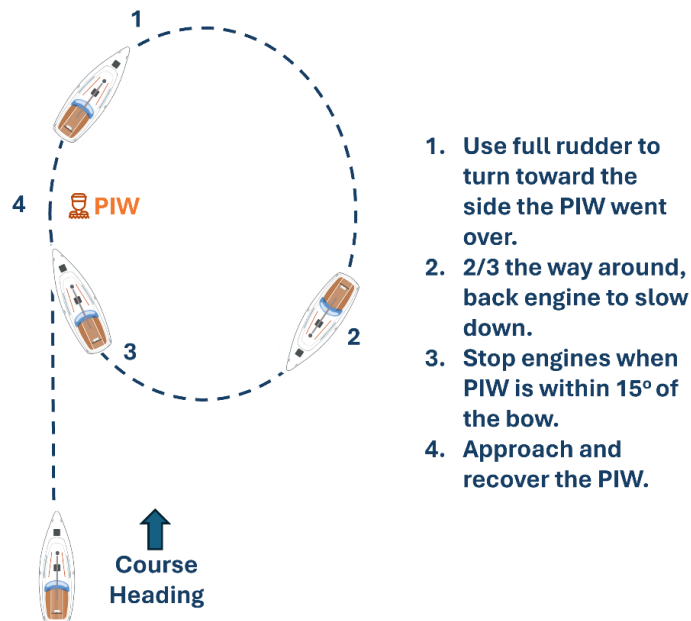 1
4
PIW
3
2
Course
Heading
1. Use full rudder to
turn toward the
side the PIW went
over.
2. 2/3 the way around,
back engine to slow
down.
3. Stop engines when
PIW is within 15º of
the bow.
4. Approach and
recover the PIW.